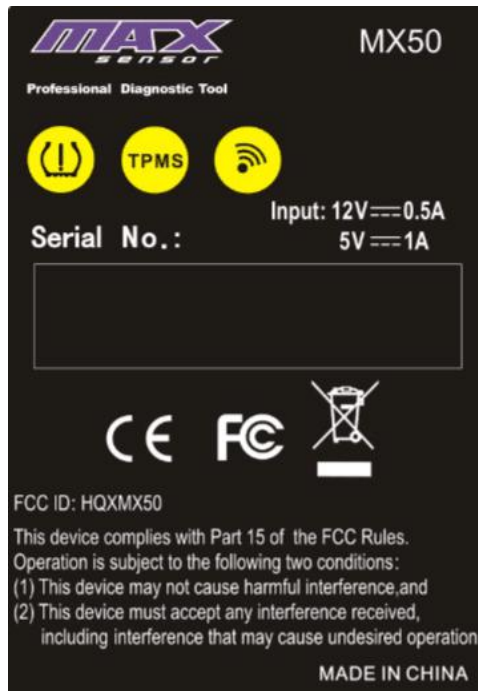 MAX
sensor
MX50
Professional Diagnostic Tool
TPMS
Input: 12V⎓0.5A
5V⎓1A
Serial No.:
CE FC
FCC ID: HQXMX50
This device complies with Part 15 of the FCC Rules.
Operation is subject to the following two conditions:
(1) This device may not cause harmful interference,and
(2) This device must accept any interference received,
including interference that may cause undesired operation
MADE IN CHINA